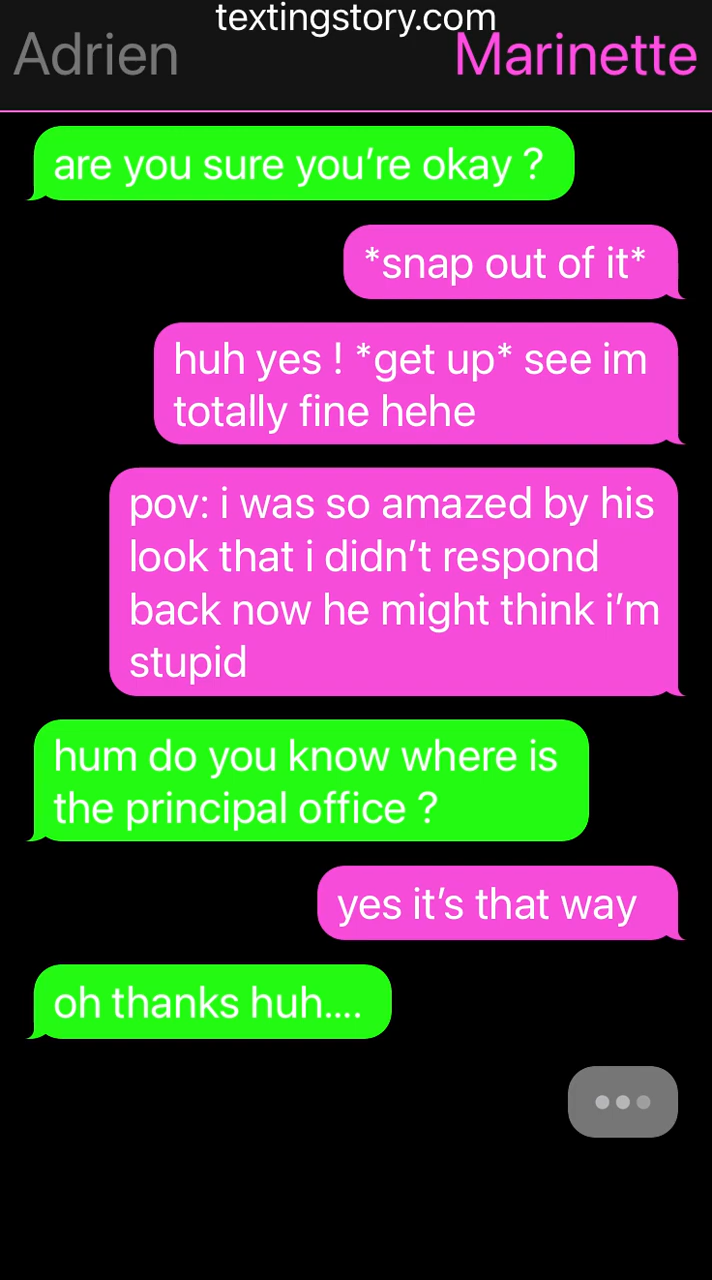 textingstory.com
Adrien Marinette
are you sure you’re okay ?
*snap out of it*
huh yes ! *get up* see im
totally fine hehe
pov: i was so amazed by his
look that i didn’t respond
back now he might think i’m
stupid
hum do you know where is
the principal office ?
yes it’s that way
oh thanks huh....